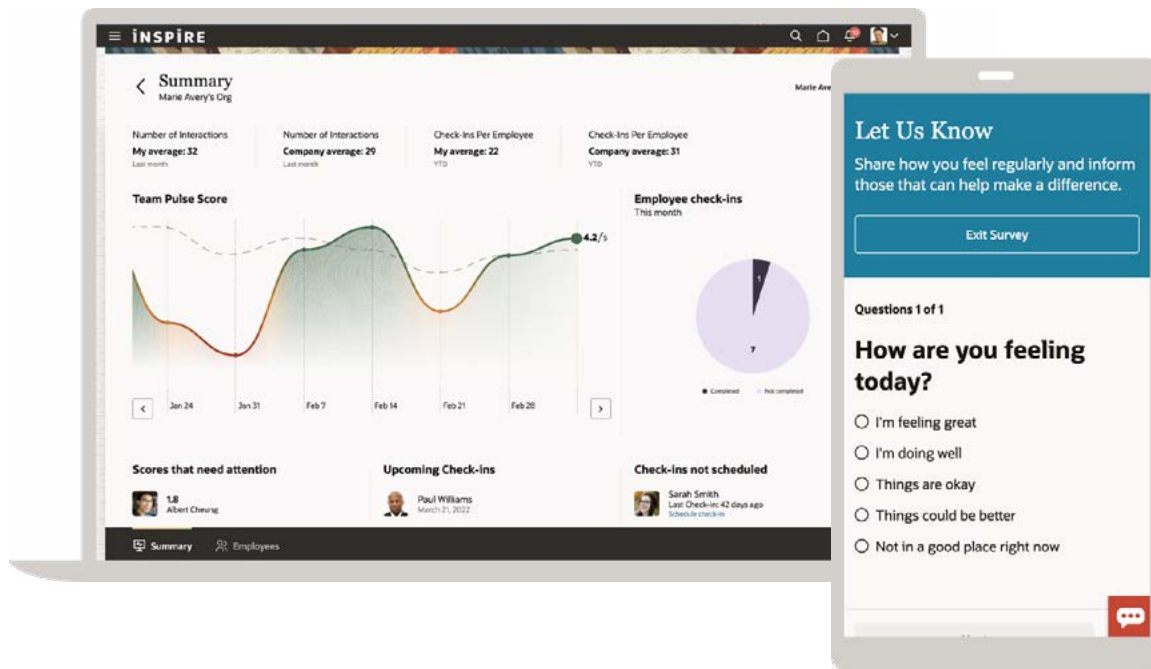 iNSPiRE
Summary
Marie Avery's Org
Marie Ave
Number of Interactions
My average: 32
Last month
Number of Interactions
Company average: 29
Last month
Check-Ins Per Employee
My average: 22
YTD
Check-Ins Per Employee
Company average: 31
YTD
Team Pulse Score
4.2/5
Jan 24
Jan 31
Feb 7
Feb 14
Feb 21
Feb 28
Employee check-ins
This month
1
7
Completed
Not completed
Scores that need attention
1.8
Albert Cheung
Upcoming Check-ins
Paul Williams
March 21, 2022
Check-ins not scheduled
Sarah Smith
Last Check-in: 42 days ago
Schedule check-in
Summary
Employees
Let Us Know
Share how you feel regularly and inform
those that can help make a difference.
Exit Survey
Questions 1 of 1
How are you feeling
today?
I'm feeling great
I'm doing well
Things are okay
Things could be better
Not in a good place right now